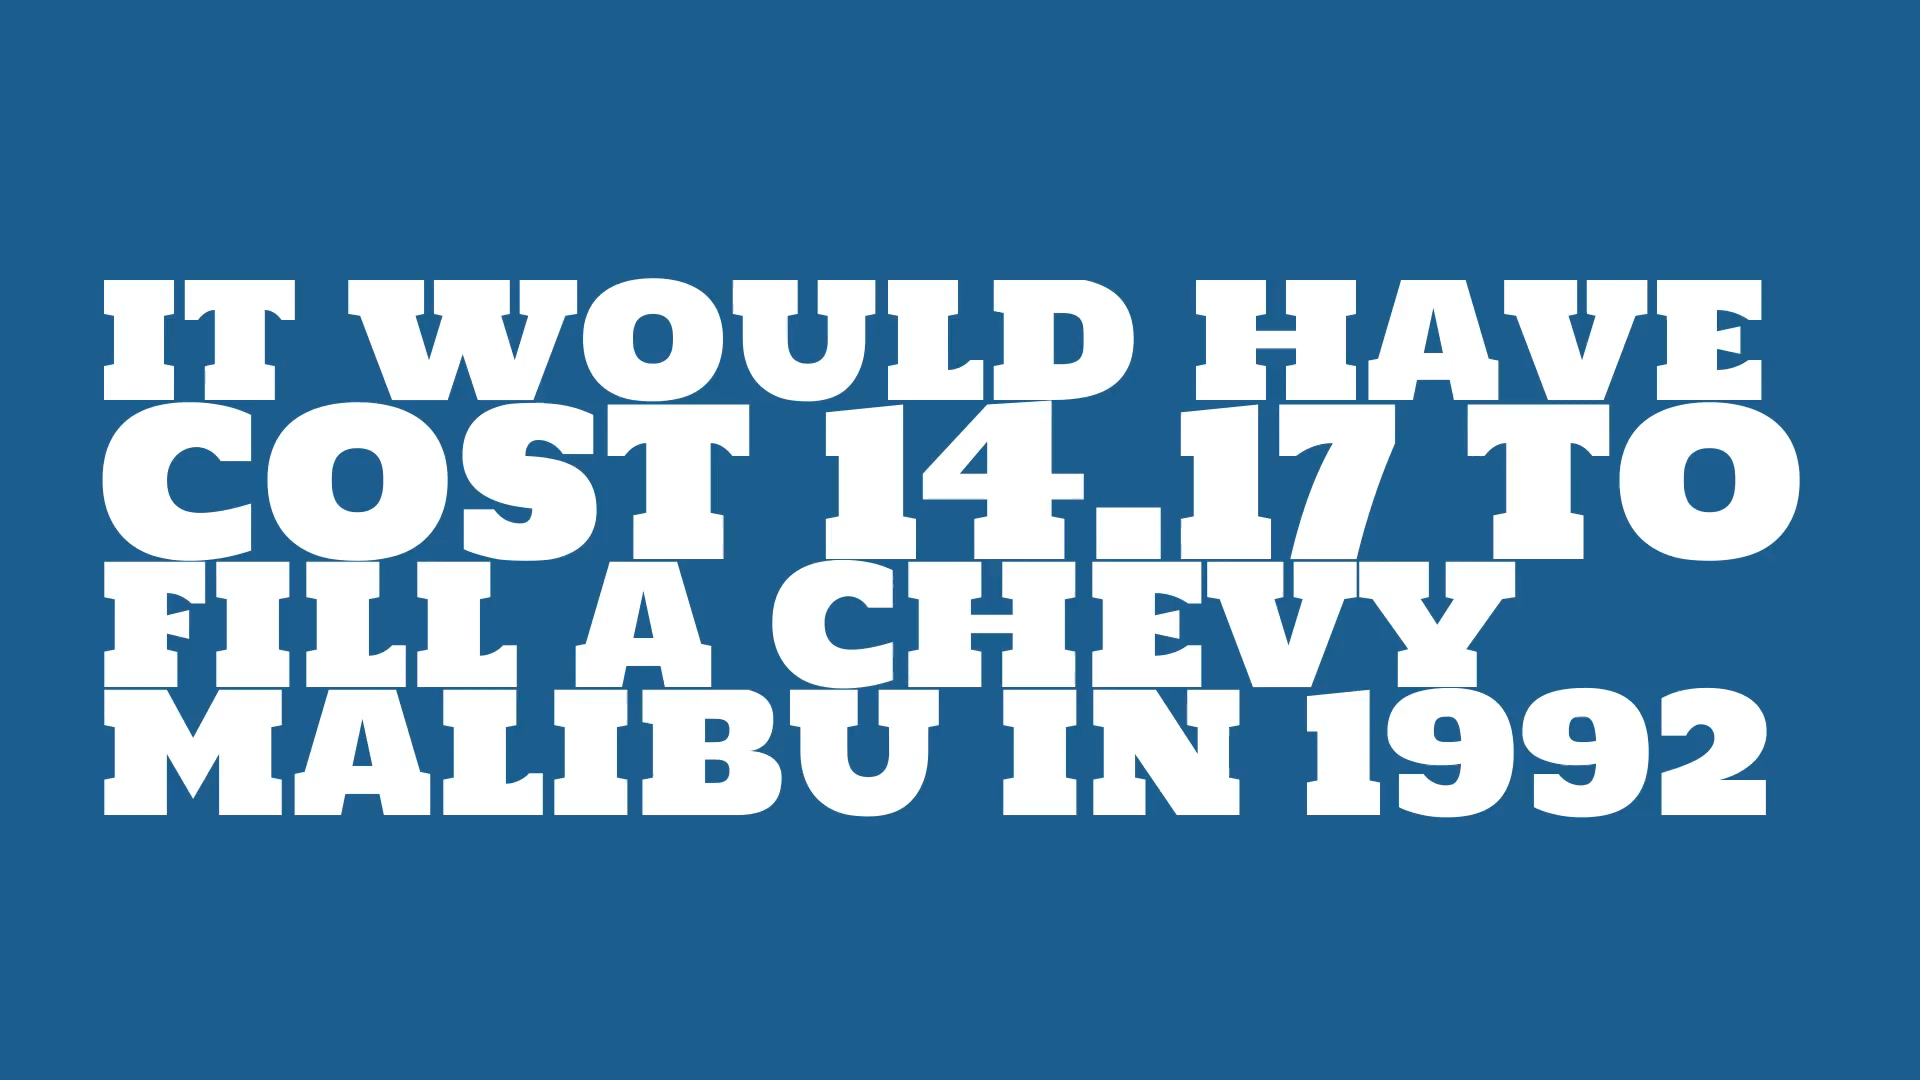 IT WOULD HAVE
COST 14.17 TO
FILL A CHEVY
MALIBU IN 1992